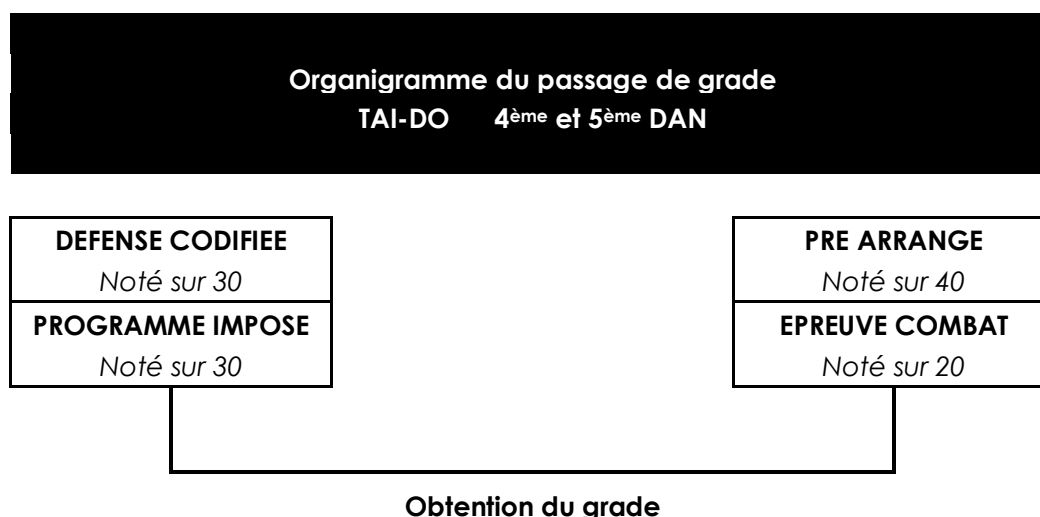 Organigramme du passage de grade
TAI-DO 4ème et 5ème DAN
DEFENSE CODIFIEE
Noté sur 30
PROGRAMME IMPOSE
Noté sur 30
PRE ARRANGE
Noté sur 40
EPREUVE COMBAT
Noté sur 20
Obtention du grade